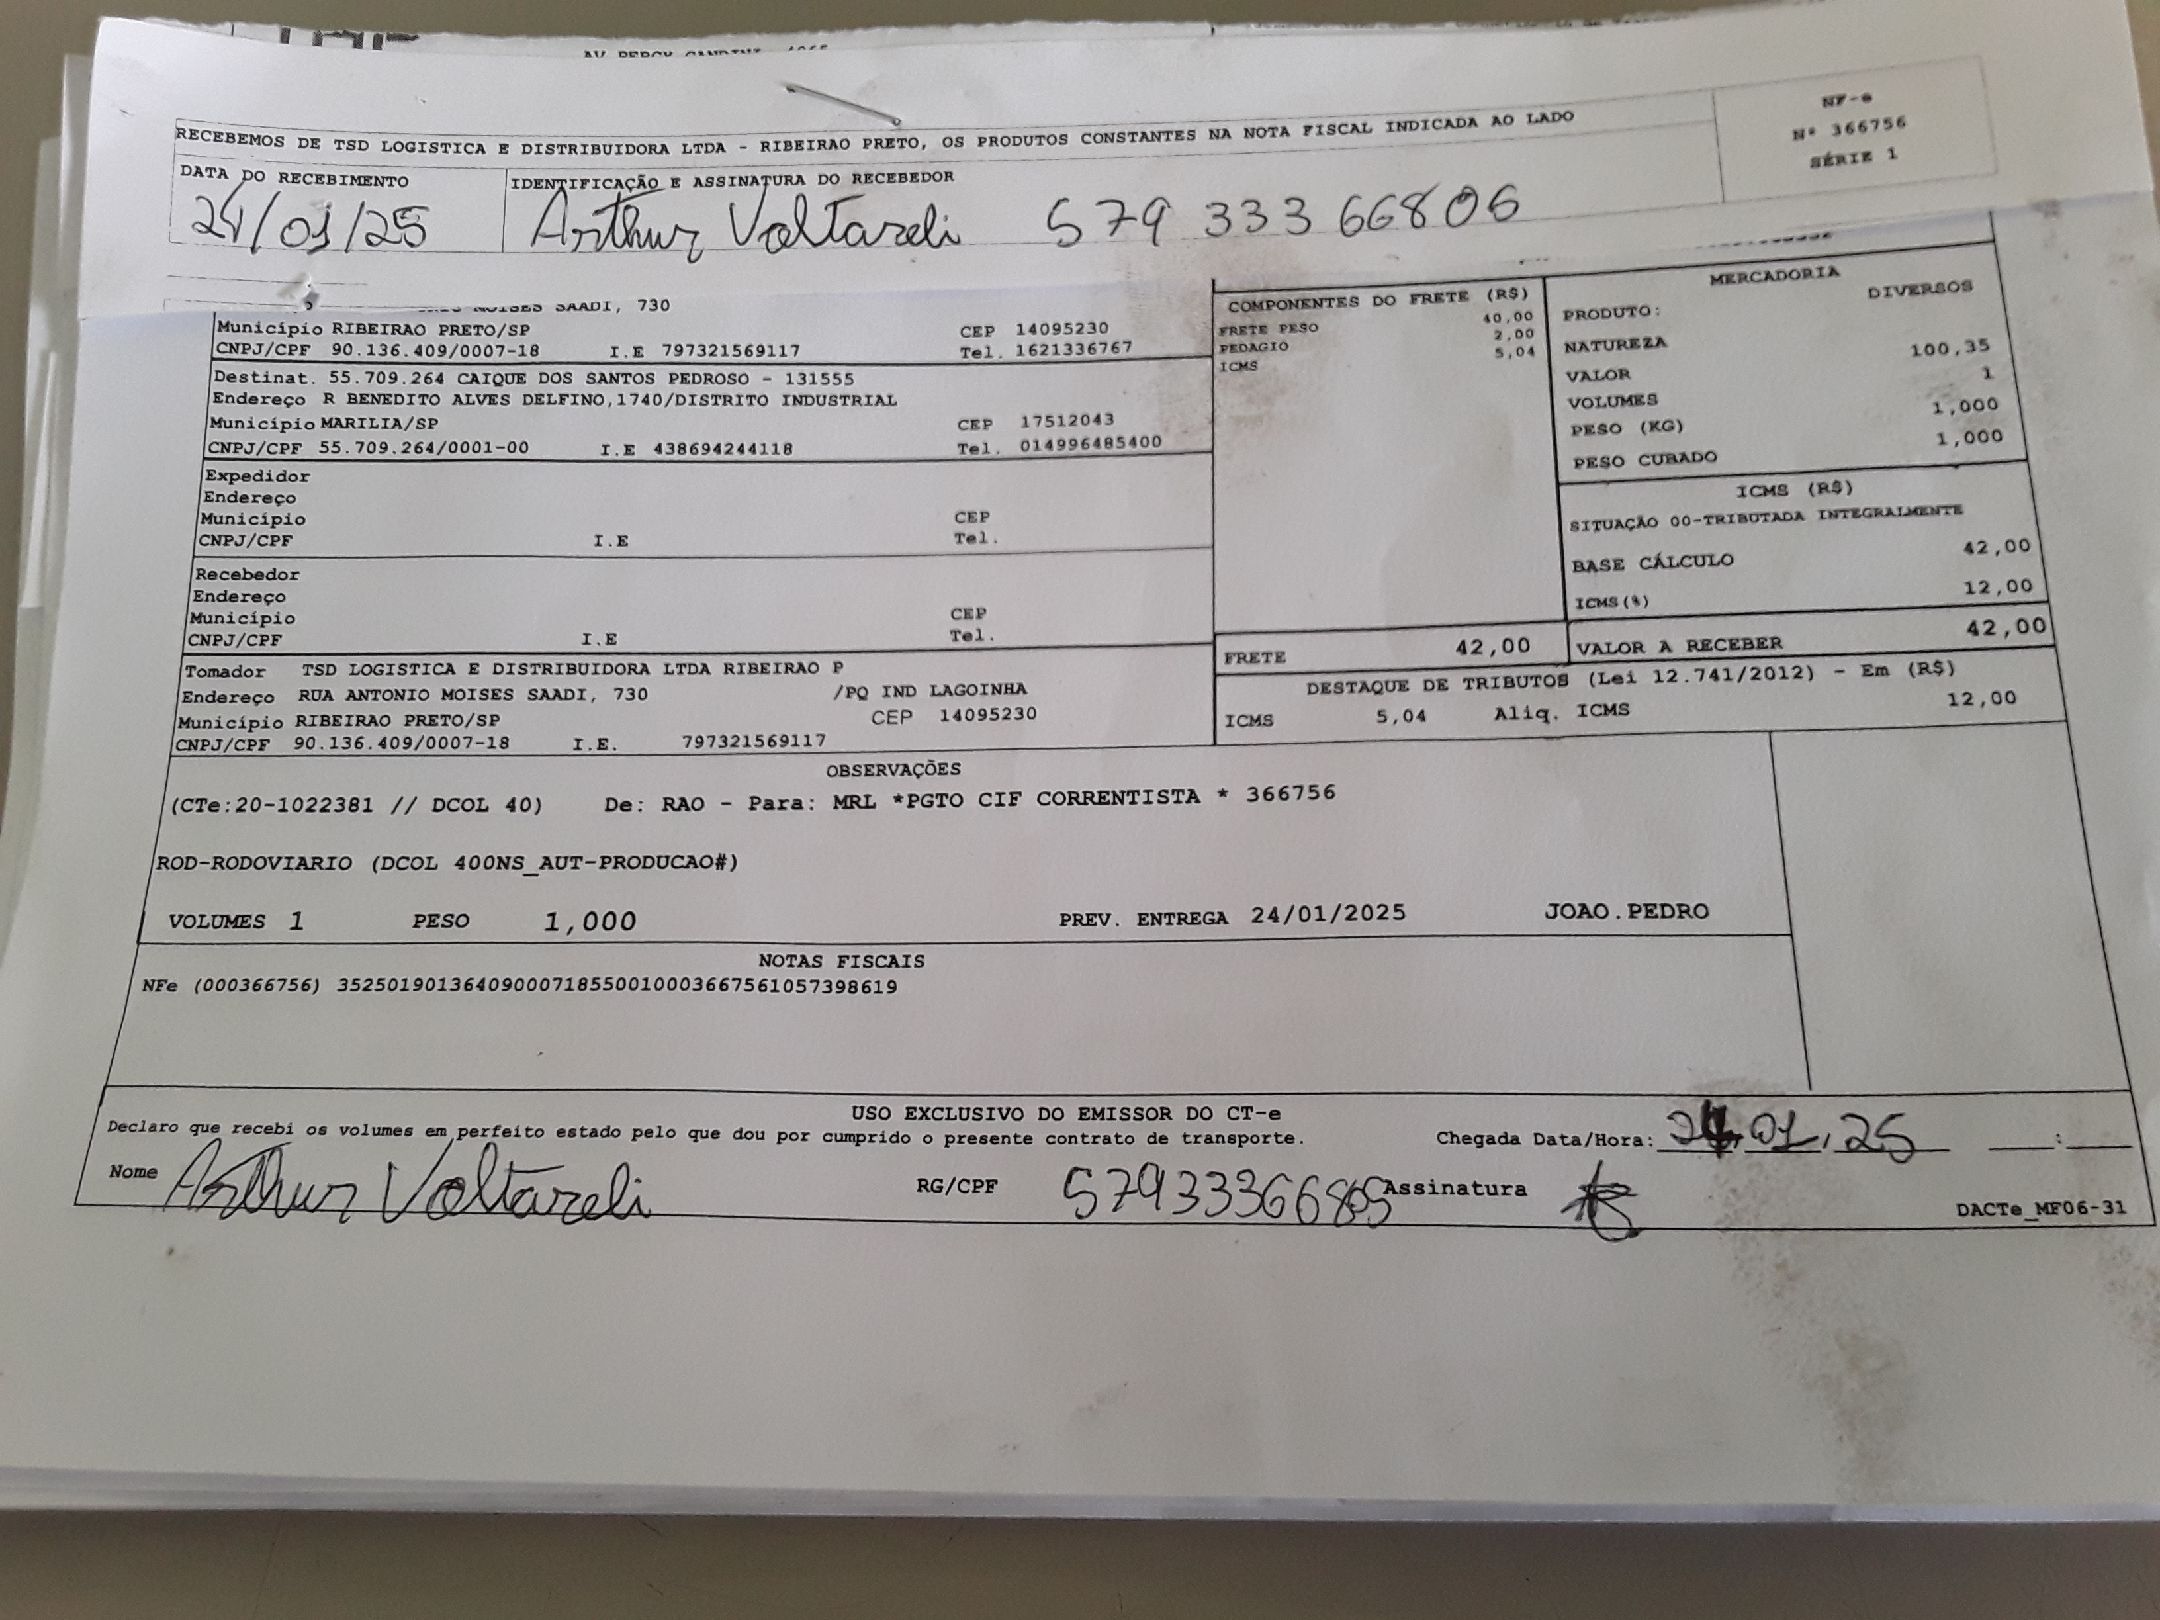 RECEBEMOS DE TSD LOGISTICA E DISTRIBUIDORA LTDA - RIBEIRAO PRETO, OS PRODUTOS CONSTANTES NA NOTA FISCAL INDICADA AO LADO
NF-e
Nº 366756
SÉRIE 1
DATA DO RECEBIMENTO
24/01/25
IDENTIFICAÇÃO E ASSINATURA DO RECEBEDOR
Arthur Voltareli 579 333 66806
MOISES SAADI, 730
Município RIBEIRAO PRETO/SP CEP 14095230
CNPJ/CPF 90.136.409/0007-18 I.E 797321569117 Tel. 1621336767
Destinat. 55.709.264 CAIQUE DOS SANTOS PEDROSO - 131555
Endereço R BENEDITO ALVES DELFINO,1740/DISTRITO INDUSTRIAL
Município MARILIA/SP CEP 17512043
CNPJ/CPF 55.709.264/0001-00 I.E 438694244118 Tel. 014996485400
Expedidor
Endereço
Município CEP
CNPJ/CPF I.E Tel.
Recebedor
Endereço
Município CEP
CNPJ/CPF I.E Tel.
Tomador TSD LOGISTICA E DISTRIBUIDORA LTDA RIBEIRAO P
Endereço RUA ANTONIO MOISES SAADI, 730 /PQ IND LAGOINHA
Município RIBEIRAO PRETO/SP CEP 14095230
CNPJ/CPF 90.136.409/0007-18 I.E. 797321569117
COMPONENTES DO FRETE (R$)
FRETE PESO 40,00
PEDAGIO 2,00
ICMS 5,04
FRETE 42,00
MERCADORIA
PRODUTO: DIVERSOS
NATUREZA
VALOR 100,35
VOLUMES 1
PESO (KG) 1,000
PESO CUBADO 1,000
ICMS (R$)
SITUAÇÃO 00-TRIBUTADA INTEGRALMENTE
BASE CÁLCULO 42,00
ICMS(%) 12,00
VALOR A RECEBER 42,00
DESTAQUE DE TRIBUTOS (Lei 12.741/2012) - Em (R$)
ICMS 5,04 Aliq. ICMS 12,00
OBSERVAÇÕES
(CTe:20-1022381 // DCOL 40) De: RAO - Para: MRL *PGTO CIF CORRENTISTA * 366756
ROD-RODOVIARIO (DCOL 400NS_AUT-PRODUCAO#)
VOLUMES 1 PESO 1,000 PREV. ENTREGA 24/01/2025 JOAO.PEDRO
NOTAS FISCAIS
NFe (000366756) 35250190136409000718550010003667561057398619
USO EXCLUSIVO DO EMISSOR DO CT-e
Declaro que recebi os volumes em perfeito estado pelo que dou por cumprido o presente contrato de transporte.
Chegada Data/Hora: 24, 01, 25 :
Nome Arthur Voltareli RG/CPF 57933366805 Assinatura
DACTe_MF06-31